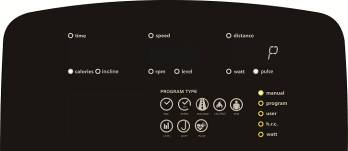 time speed distance
P
calories incline rpm level watt pulse
PROGRAM TYPE
manual
program
user
h.r.c.
watt